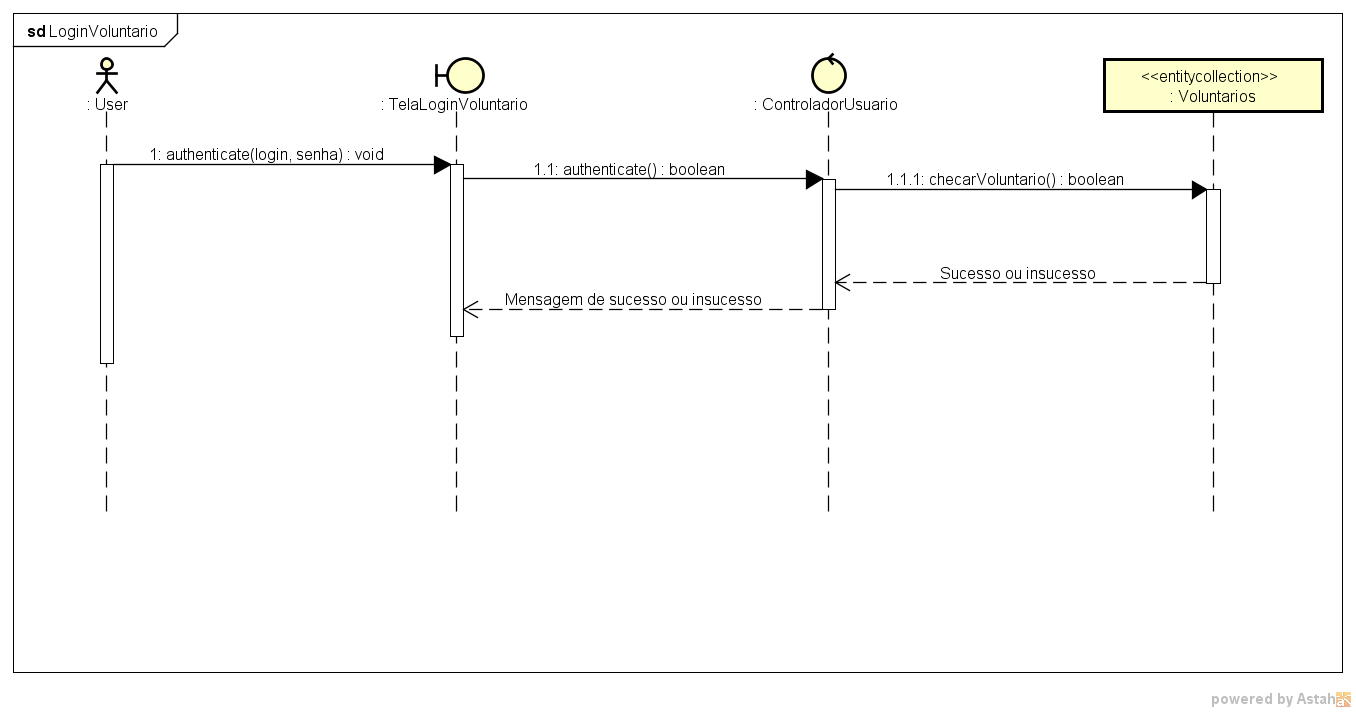 sd LoginVoluntario
: User
: TelaLoginVoluntario
: ControladorUsuario
<<entitycollection>>
: Voluntarios
1: authenticate(login, senha) : void
1.1: authenticate() : boolean
1.1.1: checarVoluntario() : boolean
Sucesso ou insucesso
Mensagem de sucesso ou insucesso
powered by Astah